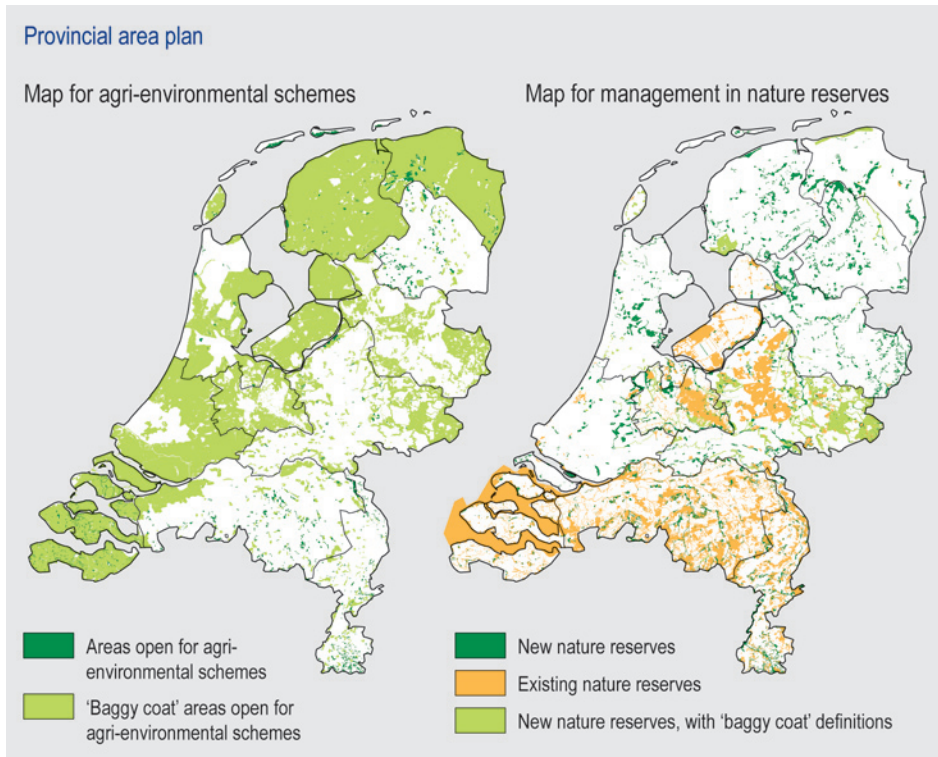 Provincial area plan
Map for agri-environmental schemes
Map for management in nature reserves
Areas open for agri-
environmental schemes
‘Baggy coat’ areas open for
agri-environmental schemes
New nature reserves
Existing nature reserves
New nature reserves, with ‘baggy coat’ definitions